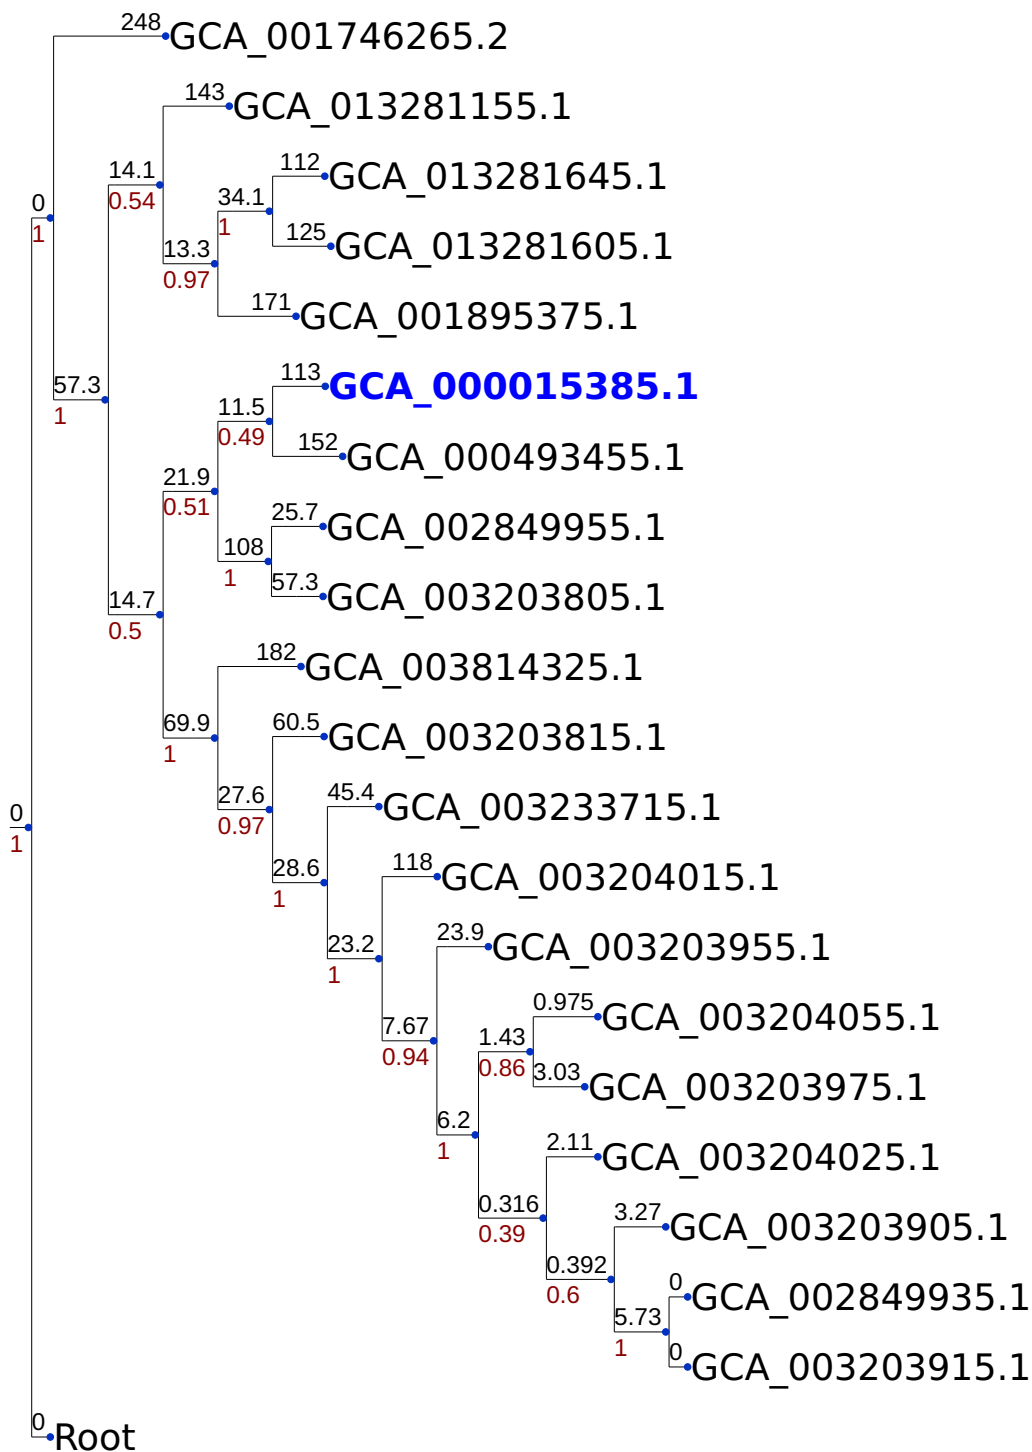 248 GCA_001746265.2
143 GCA_013281155.1
14.1
0.54
112 GCA_013281645.1
34.1
1
0
1
125 GCA_013281605.1
13.3
0.97
171 GCA_001895375.1
57.3
1
113 GCA_000015385.1
11.5
0.49
152 GCA_000493455.1
21.9
0.51
25.7 GCA_002849955.1
108
1
57.3 GCA_003203805.1
14.7
0.5
182 GCA_003814325.1
69.9
1
60.5 GCA_003203815.1
27.6
0.97
45.4 GCA_003233715.1
0
1
28.6
1
118 GCA_003204015.1
23.2
1
23.9 GCA_003203955.1
7.67
0.94
0.975 GCA_003204055.1
1.43
0.86
3.03 GCA_003203975.1
6.2
1
2.11 GCA_003204025.1
0.316
0.39
3.27 GCA_003203905.1
0.392
0.6
0 GCA_002849935.1
5.73
1
0 GCA_003203915.1
0 Root